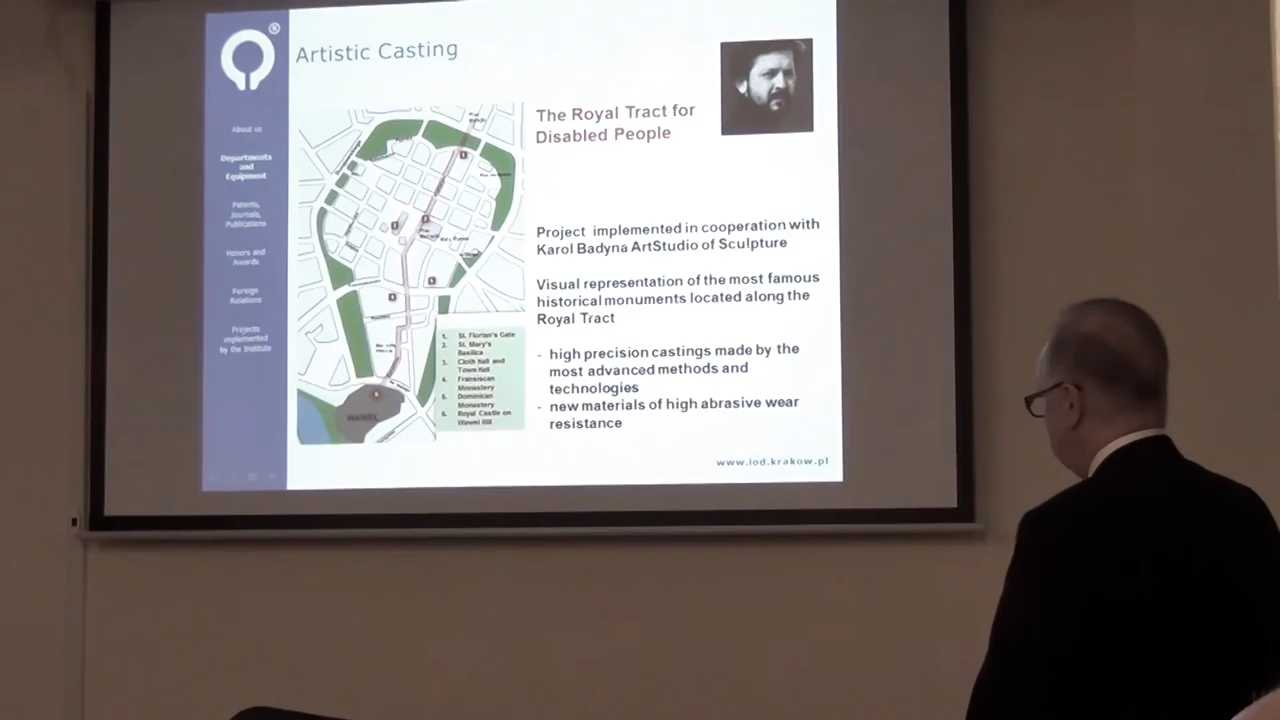 ®
Artistic Casting
About us
Departments
and
Equipment
Patents,
Journals,
Publications
Honors and
Awards
Foreign
Relations
Projects
implemented
by the Institute
The Royal Tract for
Disabled People
Project implemented in cooperation with
Karol Badyna ArtStudio of Sculpture
Visual representation of the most famous
historical monuments located along the
Royal Tract
- high precision castings made by the
most advanced methods and
technologies
- new materials of high abrasive wear
resistance
WAWEL
1. St. Florian's Gate
2. St. Mary's
Basilica
3. Cloth Hall and
Town Hall
4. Fransiscan
Monastery
5. Dominican
Monastery
6. Royal Castle on
Wawel Hill
www.iod.krakow.pl